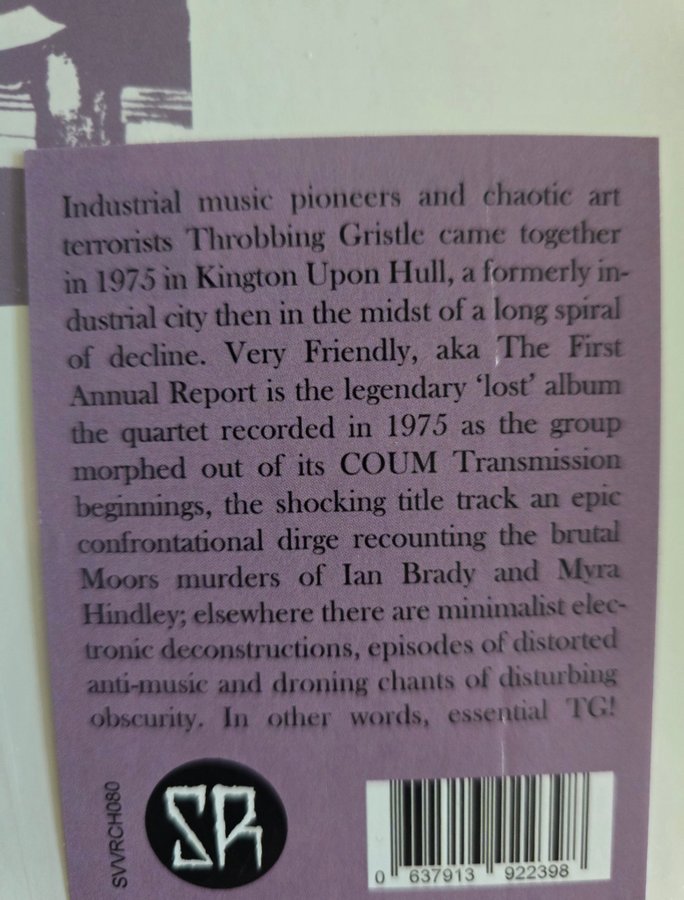 Industrial music pioneers and chaotic art
terrorists Throbbing Gristle came together
in 1975 in Kington Upon Hull, a formerly in-
dustrial city then in the midst of a long spiral
of decline. Very Friendly, aka The First
Annual Report is the legendary ‘lost’ album
the quartet recorded in 1975 as the group
morphed out of its COUM Transmission
beginnings, the shocking title track an epic
confrontational dirge recounting the brutal
Moors murders of Ian Brady and Myra
Hindley; elsewhere there are minimalist elec-
tronic deconstructions, episodes of distorted
anti-music and droning chants of disturbing
obscurity. In other words, essential TG!
SVVRCH080
SR
0 637913 922398